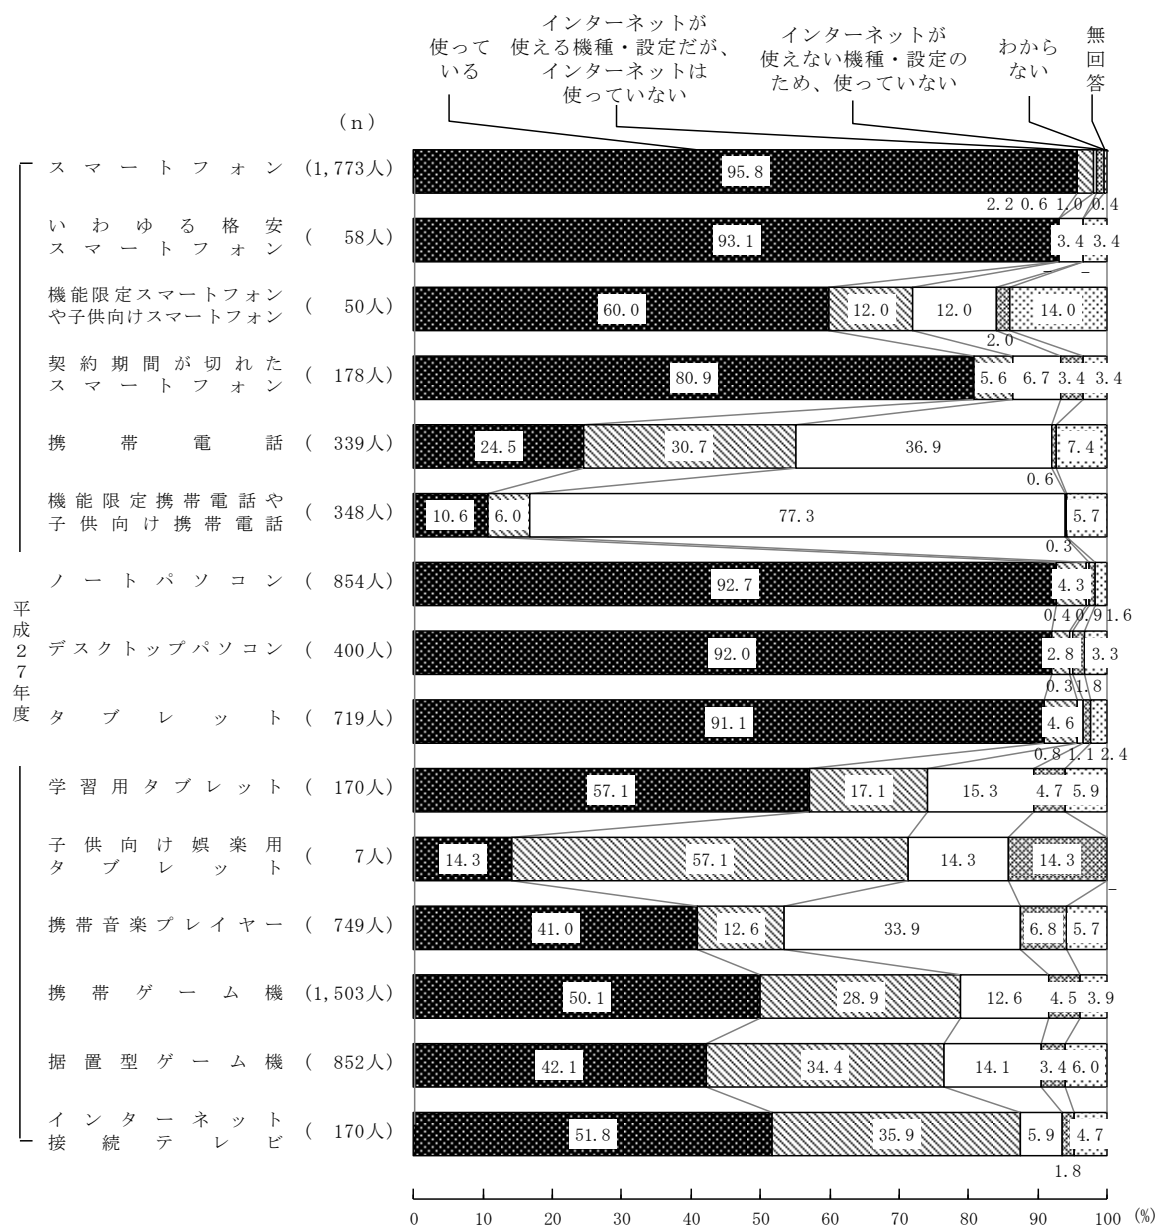 使って
いる
インターネットが
使える機種・設定だが、
インターネットは
使っていない
インターネットが
使えない機種・設定の
ため、使っていない
わから
ない
無
回
答
(n)
平成27年度
スマートフォン (1,773人) 95.8
2.2 0.6 1.0 0.4
いわゆる格安
スマートフォン ( 58人) 93.1 3.4 3.4
– –
機能限定スマートフォン
や子供向けスマートフォン ( 50人) 60.0 12.0 12.0 14.0
2.0
契約期間が切れた
スマートフォン ( 178人) 80.9 5.6 6.7 3.4 3.4
携帯電話 ( 339人) 24.5 30.7 36.9 7.4
0.6
機能限定携帯電話や
子供向け携帯電話 ( 348人) 10.6 6.0 77.3 5.7
0.3
ノートパソコン ( 854人) 92.7 4.3
0.4 0.9 1.6
デスクトップパソコン ( 400人) 92.0 2.8 3.3
0.3 1.8
タブレット ( 719人) 91.1 4.6
0.8 1.1 2.4
学習用タブレット ( 170人) 57.1 17.1 15.3 4.7 5.9
子供向け娯楽用
タブレット ( 7人) 14.3 57.1 14.3 14.3
–
携帯音楽プレイヤー ( 749人) 41.0 12.6 33.9 6.8 5.7
携帯ゲーム機 (1,503人) 50.1 28.9 12.6 4.5 3.9
据置型ゲーム機 ( 852人) 42.1 34.4 14.1 3.4 6.0
インターネット
接続テレビ ( 170人) 51.8 35.9 5.9 4.7
1.8
0 10 20 30 40 50 60 70 80 90 100 (%)